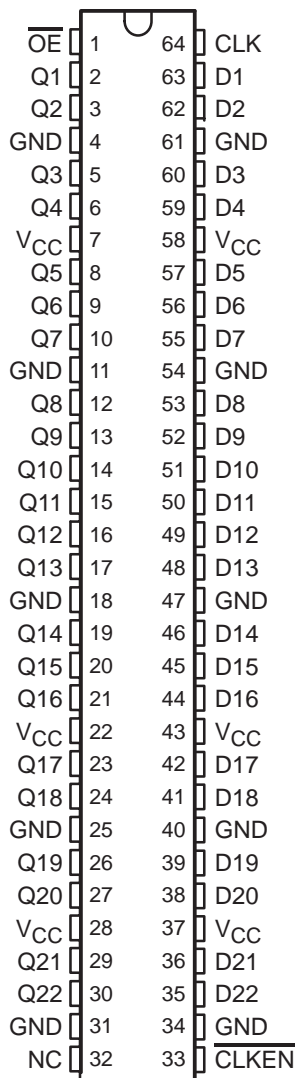 O̅E̅ 1 64 CLK
Q1 2 63 D1
Q2 3 62 D2
GND 4 61 GND
Q3 5 60 D3
Q4 6 59 D4
VCC 7 58 VCC
Q5 8 57 D5
Q6 9 56 D6
Q7 10 55 D7
GND 11 54 GND
Q8 12 53 D8
Q9 13 52 D9
Q10 14 51 D10
Q11 15 50 D11
Q12 16 49 D12
Q13 17 48 D13
GND 18 47 GND
Q14 19 46 D14
Q15 20 45 D15
Q16 21 44 D16
VCC 22 43 VCC
Q17 23 42 D17
Q18 24 41 D18
GND 25 40 GND
Q19 26 39 D19
Q20 27 38 D20
VCC 28 37 VCC
Q21 29 36 D21
Q22 30 35 D22
GND 31 34 GND
NC 32 33 C̅L̅K̅E̅N̅